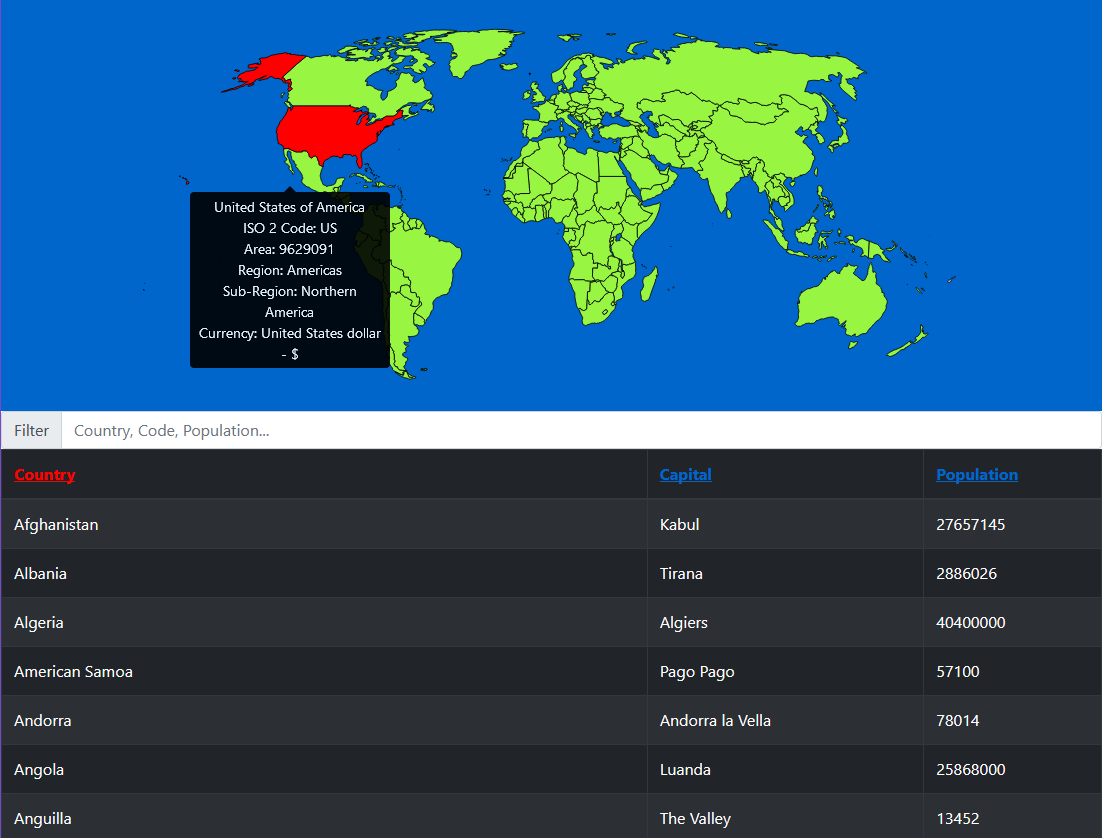 United States of America
ISO 2 Code: US
Area: 9629091
Region: Americas
Sub-Region: Northern
America
Currency: United States dollar
- $
Filter Country, Code, Population...
Country Capital Population
Afghanistan Kabul 27657145
Albania Tirana 2886026
Algeria Algiers 40400000
American Samoa Pago Pago 57100
Andorra Andorra la Vella 78014
Angola Luanda 25868000
Anguilla The Valley 13452